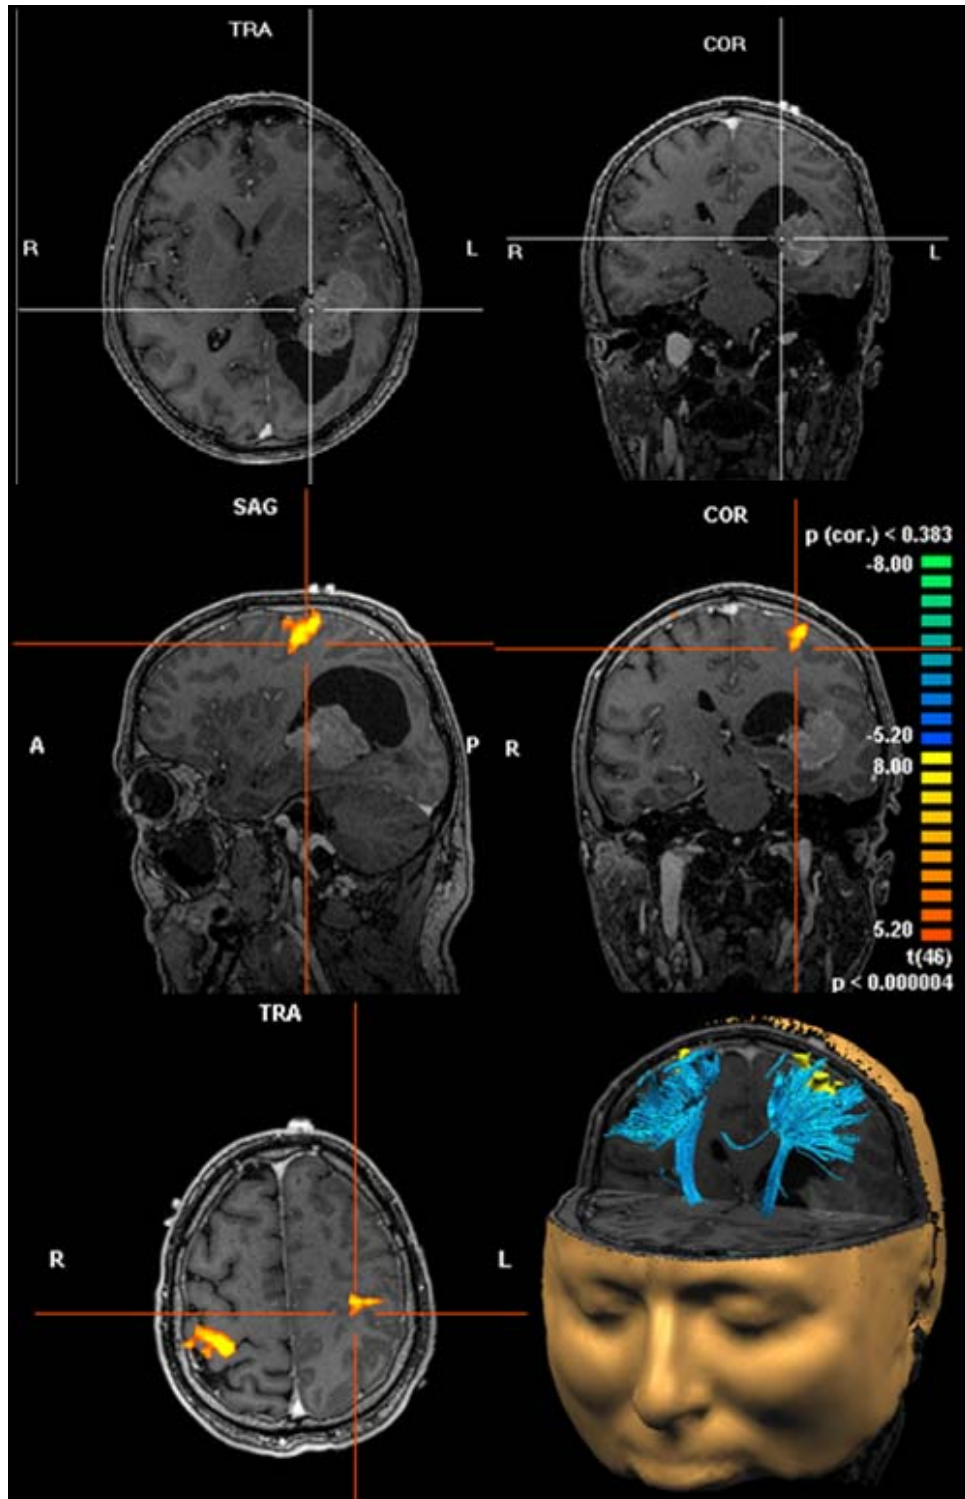 TRA
COR
R
L
R
L
SAG
COR
p (cor.) < 0.383
-8.00
A
P
R
-5.20
8.00
5.20
t(46)
p < 0.000004
TRA
R
L